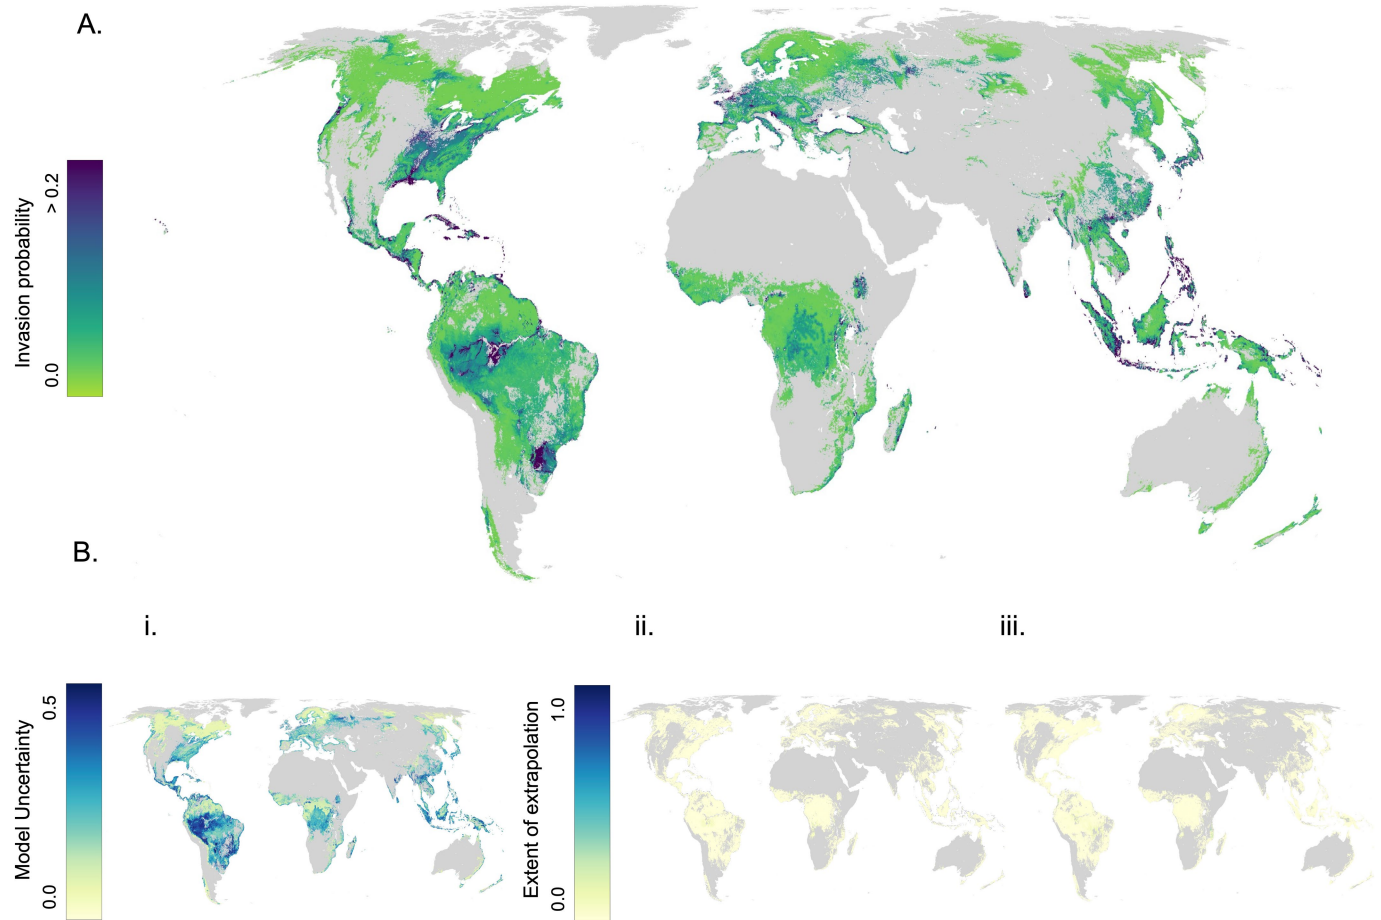 A.
Invasion probability
> 0.2
0.0
B.
i.
ii.
iii.
Model Uncertainty
0.5
0.0
Extent of extrapolation
1.0
0.0